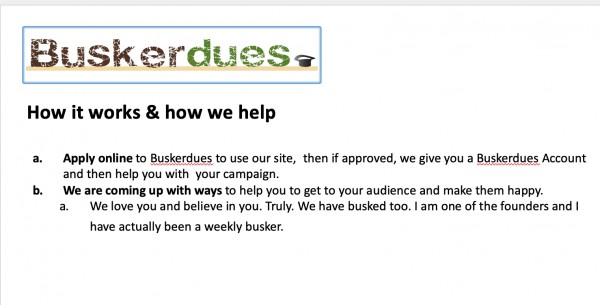 Buskerdues
How it works & how we help
a. Apply online to Buskerdues to use our site, then if approved, we give you a Buskerdues Account
and then help you with your campaign.
b. We are coming up with ways to help you to get to your audience and make them happy.
a. We love you and believe in you. Truly. We have busked too. I am one of the founders and I
have actually been a weekly busker.